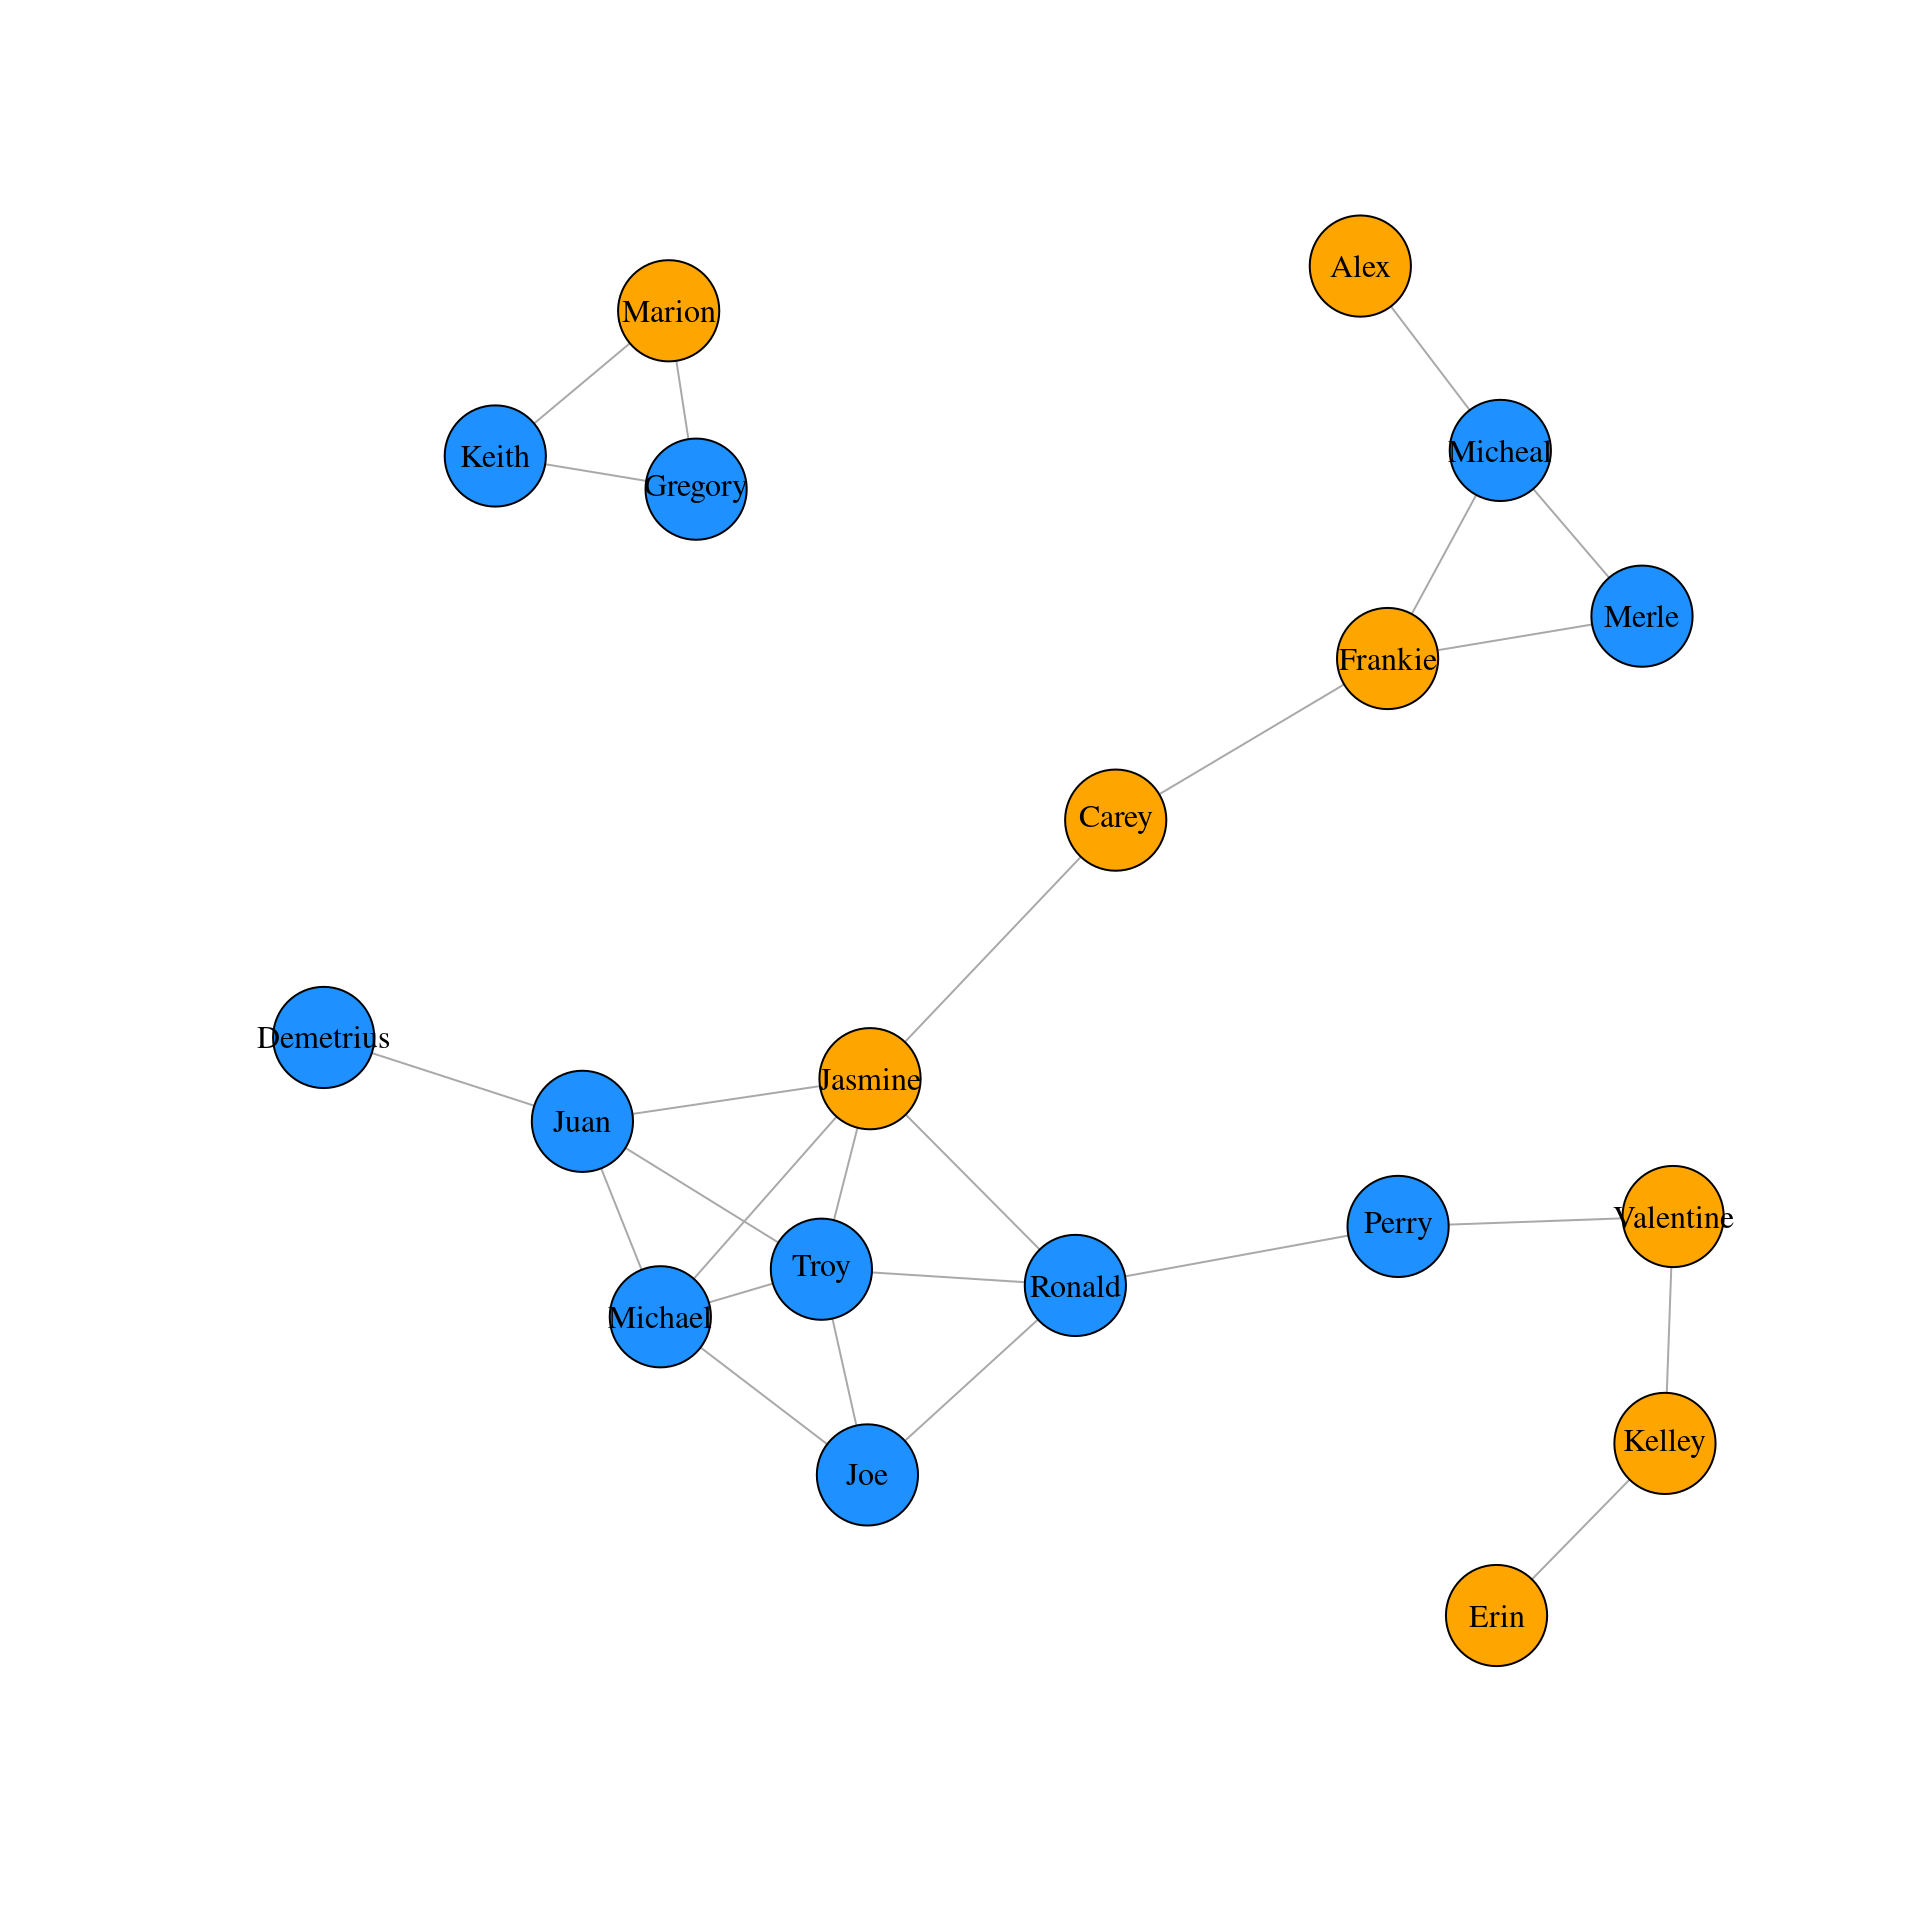 Alex
Marion
Micheal
Keith
Gregory
Merle
Frankie
Carey
Demetrius
Jasmine
Juan
Valentine
Perry
Troy
Ronald
Michael
Kelley
Joe
Erin